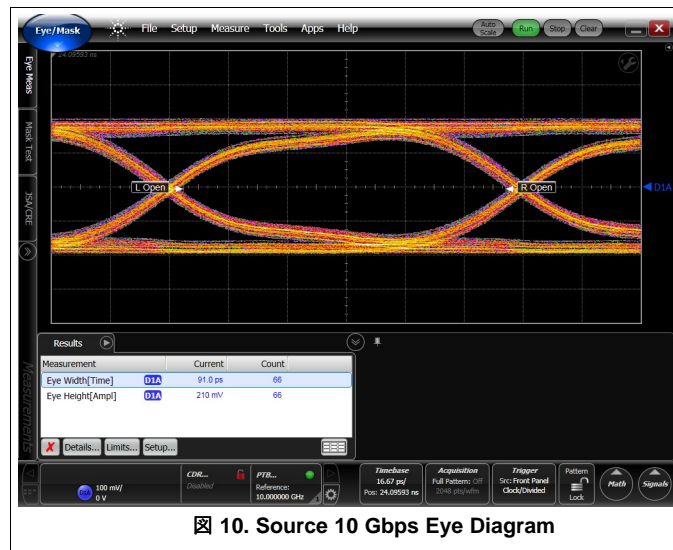 Eye/Mask File Setup Measure Tools Apps Help Auto Scale Run Stop Clear X
24.09593 ns
Eye Meas
Mask Test
JSA/CRE
L Open R Open D1A
Results
Measurement Current Count
Eye Width[Time] D1A 91.0 ps 66
Eye Height[Ampl] D1A 210 mV 66
Measurements
X Details... Limits... Setup...
D1A 100 mV/
0 V
CDR...
Disabled
PTB...
Reference:
10.000000 GHz
Timebase
16.67 ps/
Pos: 24.09593 ns
Acquisition
Full Pattern: Off
2048 pts/wfm
Trigger
Src: Front Panel
Clock/Divided
Pattern
Lock
Math
Signals
図 10. Source 10 Gbps Eye Diagram